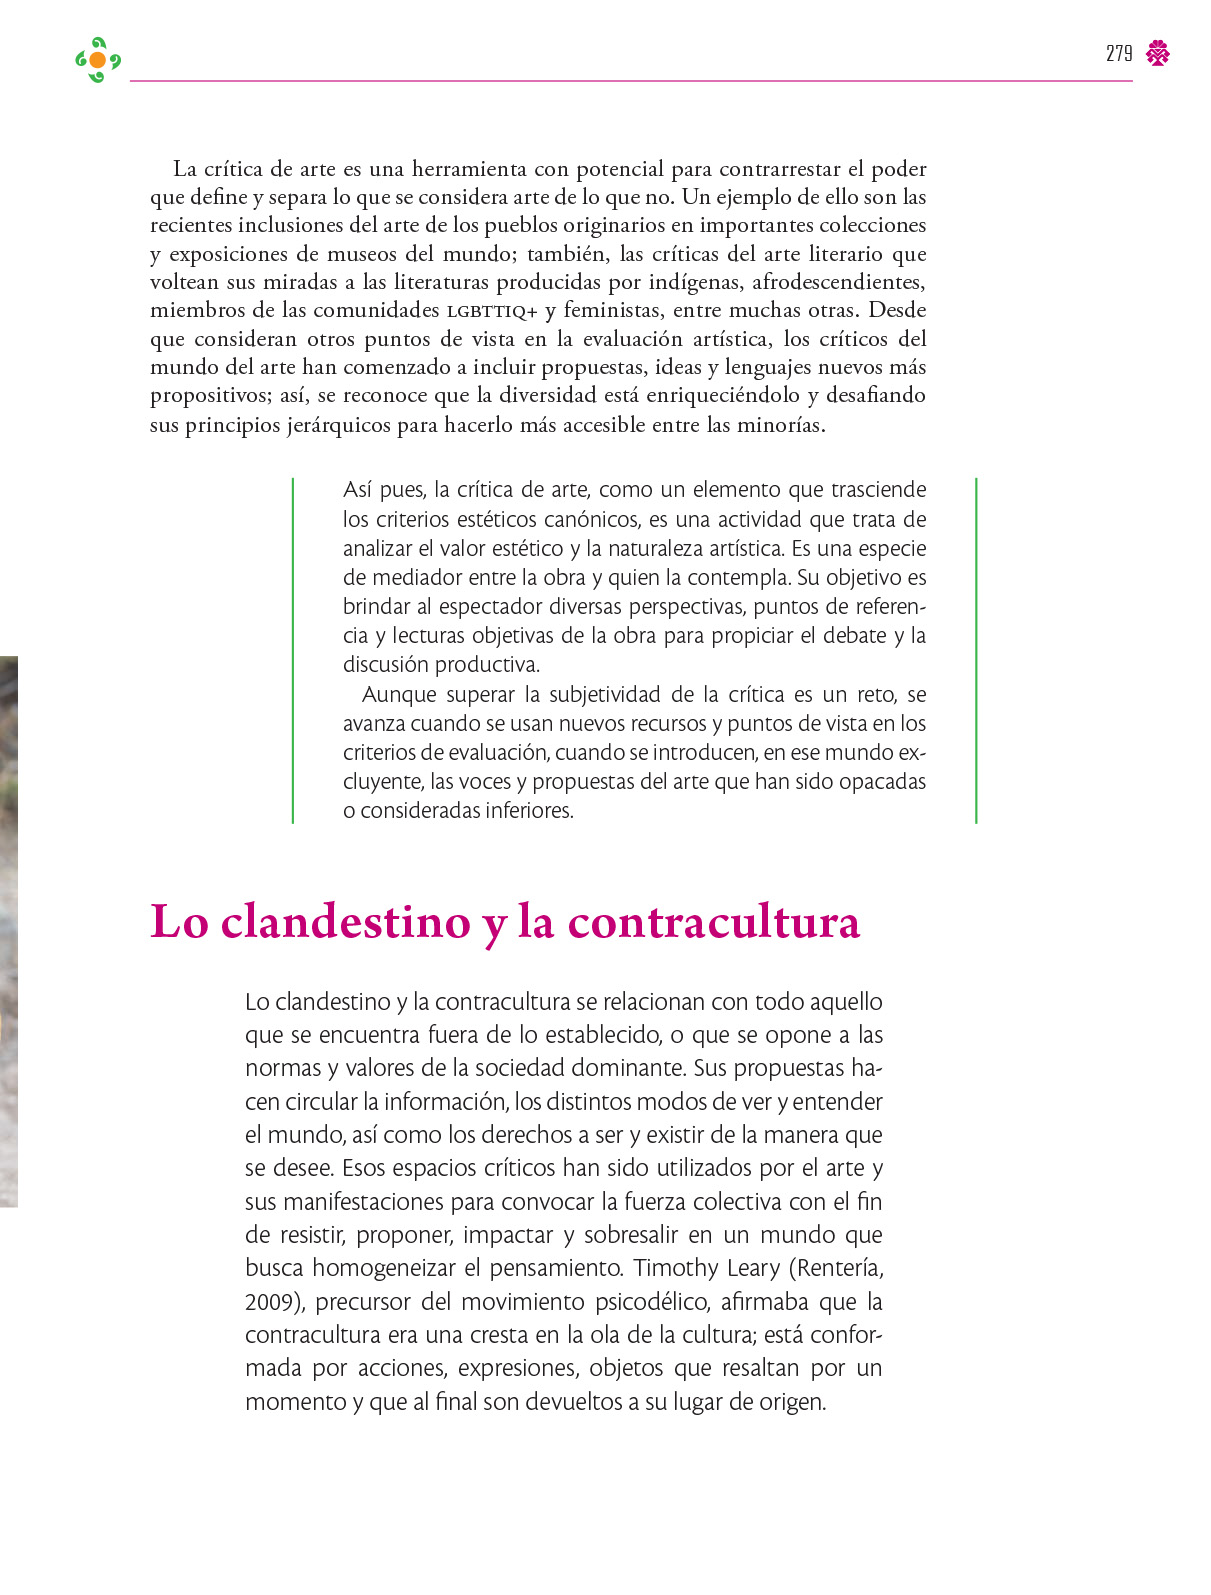 279
La crítica de arte es una herramienta con potencial para contrarrestar el poder
que define y separa lo que se considera arte de lo que no. Un ejemplo de ello son las
recientes inclusiones del arte de los pueblos originarios en importantes colecciones
y exposiciones de museos del mundo; también, las críticas del arte literario que
voltean sus miradas a las literaturas producidas por indígenas, afrodescendientes,
miembros de las comunidades LGBTTIQ+ y feministas, entre muchas otras. Desde
que consideran otros puntos de vista en la evaluación artística, los críticos del
mundo del arte han comenzado a incluir propuestas, ideas y lenguajes nuevos más
propositivos; así, se reconoce que la diversidad está enriqueciéndolo y desafiando
sus principios jerárquicos para hacerlo más accesible entre las minorías.
Así pues, la crítica de arte, como un elemento que trasciende
los criterios estéticos canónicos, es una actividad que trata de
analizar el valor estético y la naturaleza artística. Es una especie
de mediador entre la obra y quien la contempla. Su objetivo es
brindar al espectador diversas perspectivas, puntos de referen-
cia y lecturas objetivas de la obra para propiciar el debate y la
discusión productiva.
Aunque superar la subjetividad de la crítica es un reto, se
avanza cuando se usan nuevos recursos y puntos de vista en los
criterios de evaluación, cuando se introducen, en ese mundo ex-
cluyente, las voces y propuestas del arte que han sido opacadas
o consideradas inferiores.
Lo clandestino y la contracultura
Lo clandestino y la contracultura se relacionan con todo aquello
que se encuentra fuera de lo establecido, o que se opone a las
normas y valores de la sociedad dominante. Sus propuestas ha-
cen circular la información, los distintos modos de ver y entender
el mundo, así como los derechos a ser y existir de la manera que
se desee. Esos espacios críticos han sido utilizados por el arte y
sus manifestaciones para convocar la fuerza colectiva con el fin
de resistir, proponer, impactar y sobresalir en un mundo que
busca homogeneizar el pensamiento. Timothy Leary (Rentería,
2009), precursor del movimiento psicodélico, afirmaba que la
contracultura era una cresta en la ola de la cultura; está confor-
mada por acciones, expresiones, objetos que resaltan por un
momento y que al final son devueltos a su lugar de origen.